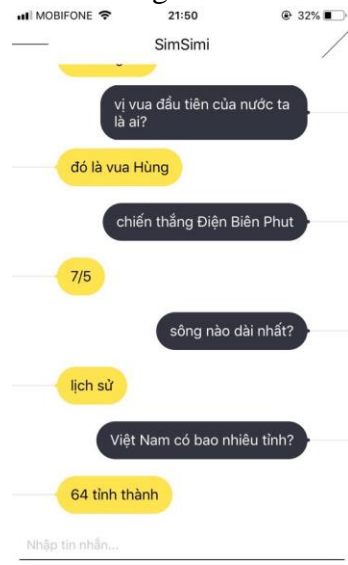 MOBIFONE 21:50 32%
SimSimi
vị vua đầu tiên của nước ta
là ai?
đó là vua Hùng
chiến thắng Điện Biên Phut
7/5
sông nào dài nhất?
lịch sử
Việt Nam có bao nhiêu tỉnh?
64 tỉnh thành
Nhập tin nhắn...